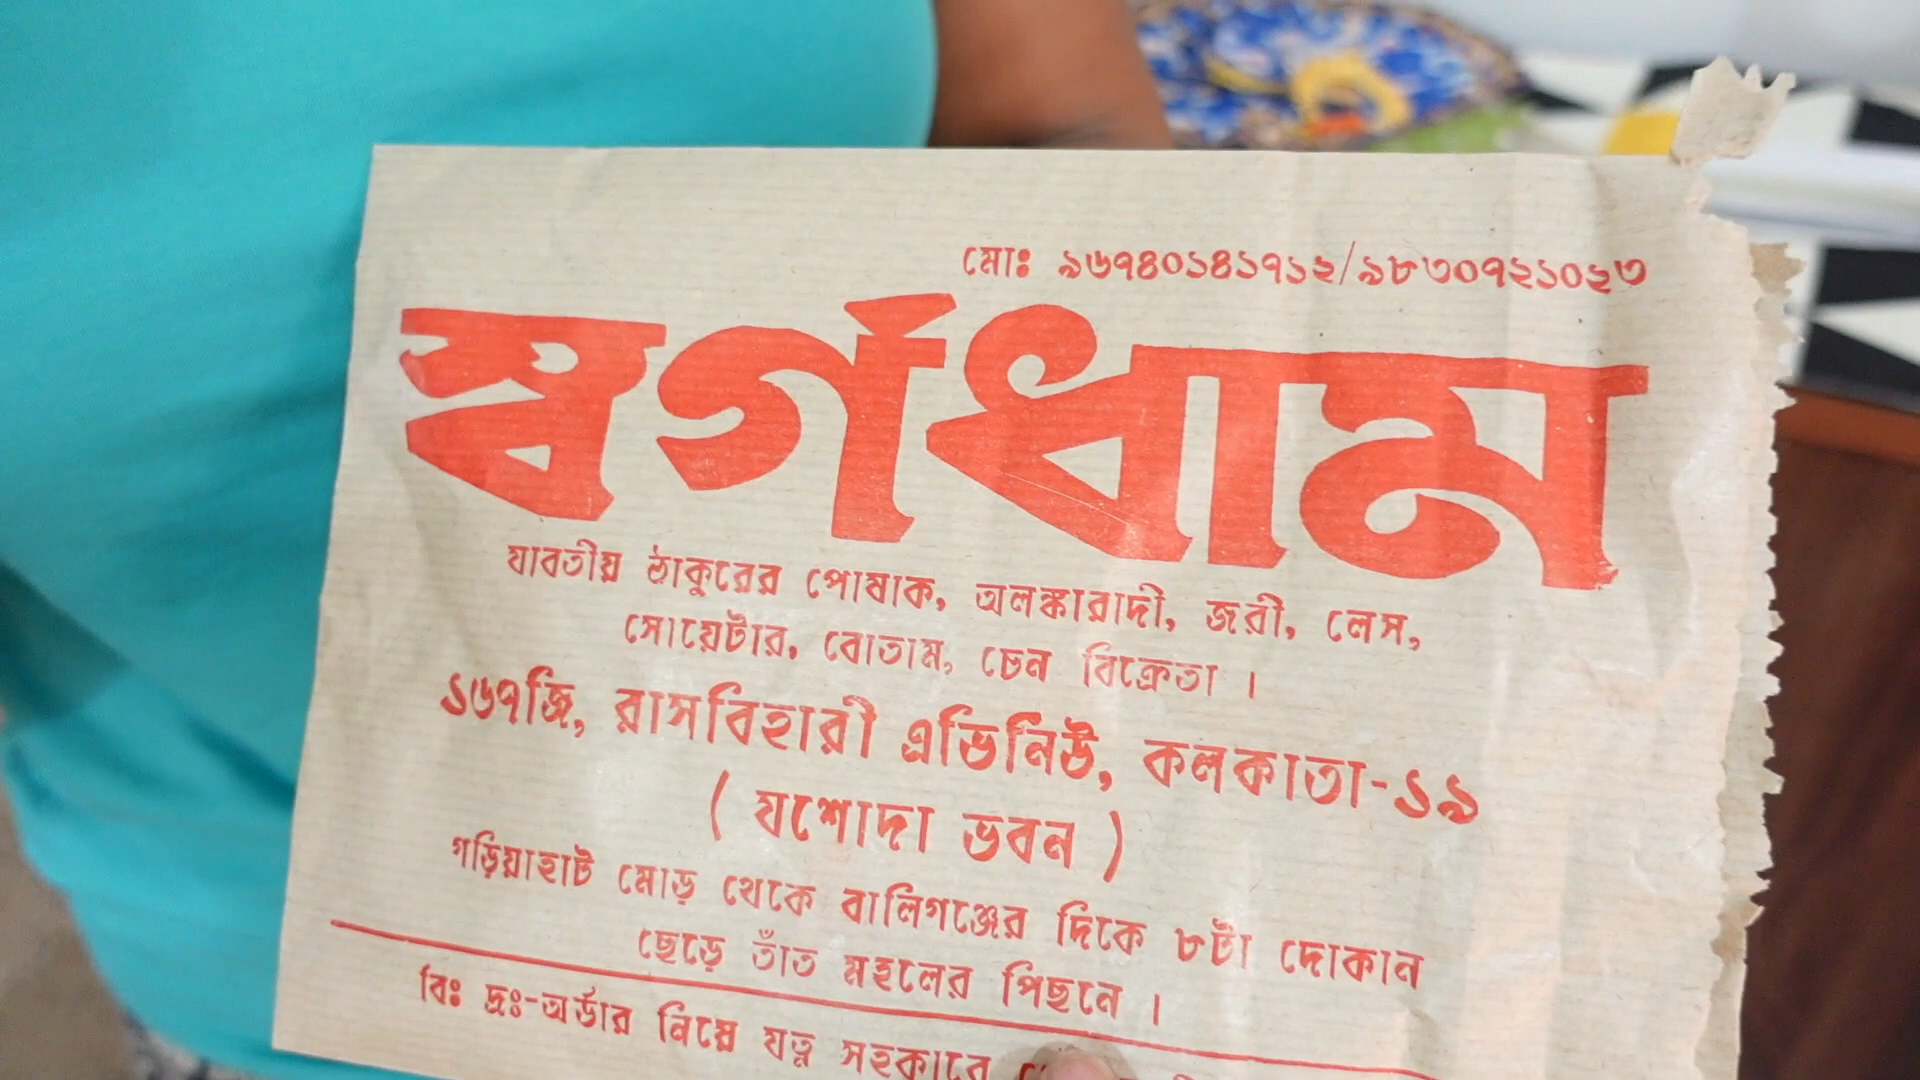 মোঃ ৯৬৭৪০১৪১৭১২/৯৮৩০৭২১০২৩
স্বর্গধাম
যাবতীয় ঠাকুরের পোষাক, অলঙ্কারাদী, জরী, লেস,
সোয়েটার, বোতাম, চেন বিক্রেতা ।
১৬৭জি, রাসবিহারী এভিনিউ, কলকাতা-১৯
( যশোদা ভবন )
গড়িয়াহাট মোড় থেকে বালিগঞ্জের দিকে ৮টা দোকান
ছেড়ে তাঁত মহলের পিছনে ।
বিঃ দ্রঃ-অর্ডার নিয়ে যত্ন সহকারে